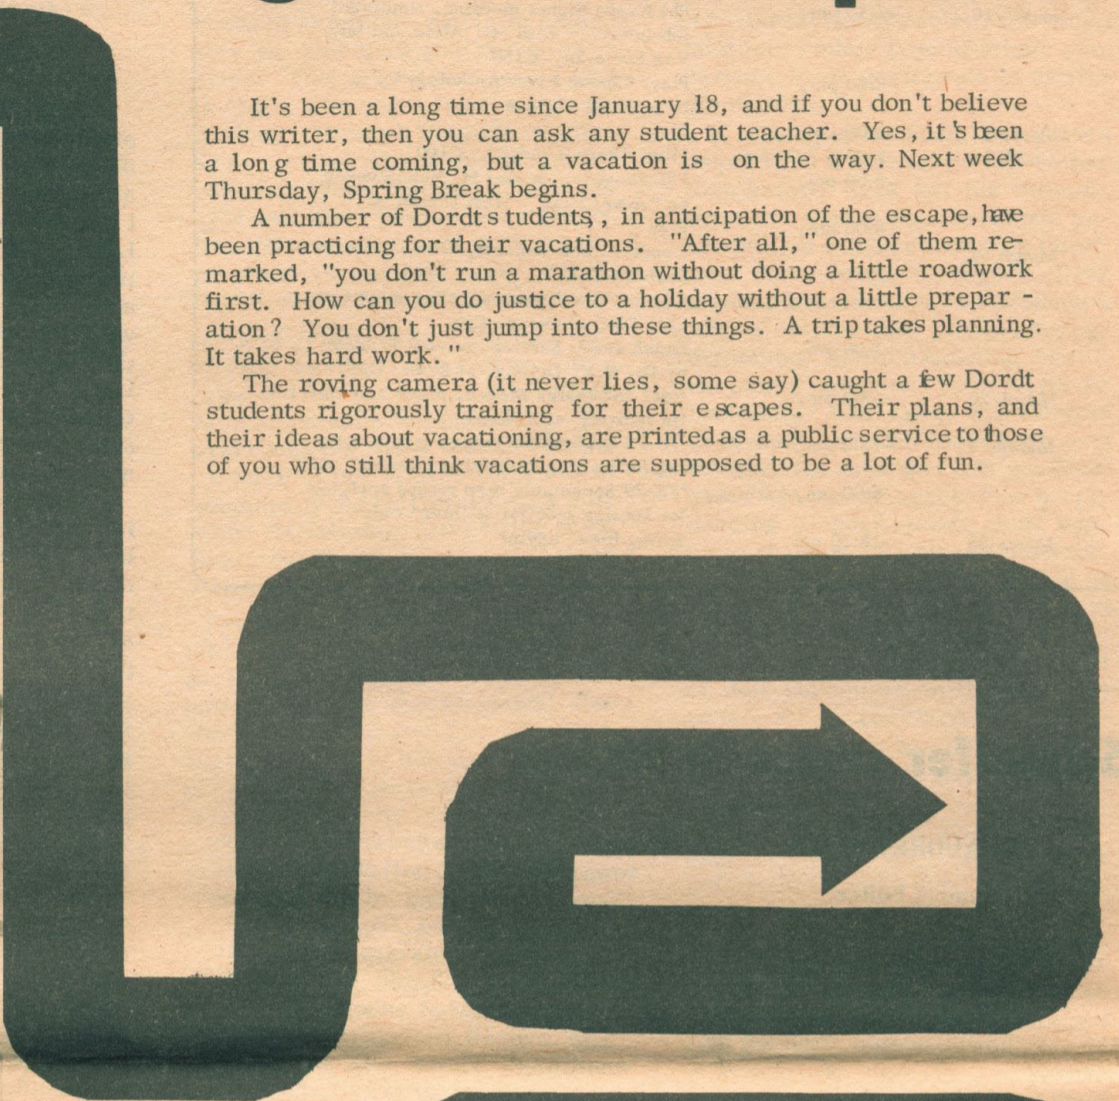 It's been a long time since January 18, and if you don't believe
this writer, then you can ask any student teacher. Yes, it 's been
a long time coming, but a vacation is on the way. Next week
Thursday, Spring Break begins.
A number of Dordt students, , in anticipation of the escape, have
been practicing for their vacations. "After all, " one of them re-
marked, "you don't run a marathon without doing a little roadwork
first. How can you do justice to a holiday without a little prepar -
ation? You don't just jump into these things. A trip takes planning.
It takes hard work. "
The roving camera (it never lies, some say) caught a few Dordt
students rigorously training for their escapes. Their plans, and
their ideas about vacationing, are printed as a public service to those
of you who still think vacations are supposed to be a lot of fun.